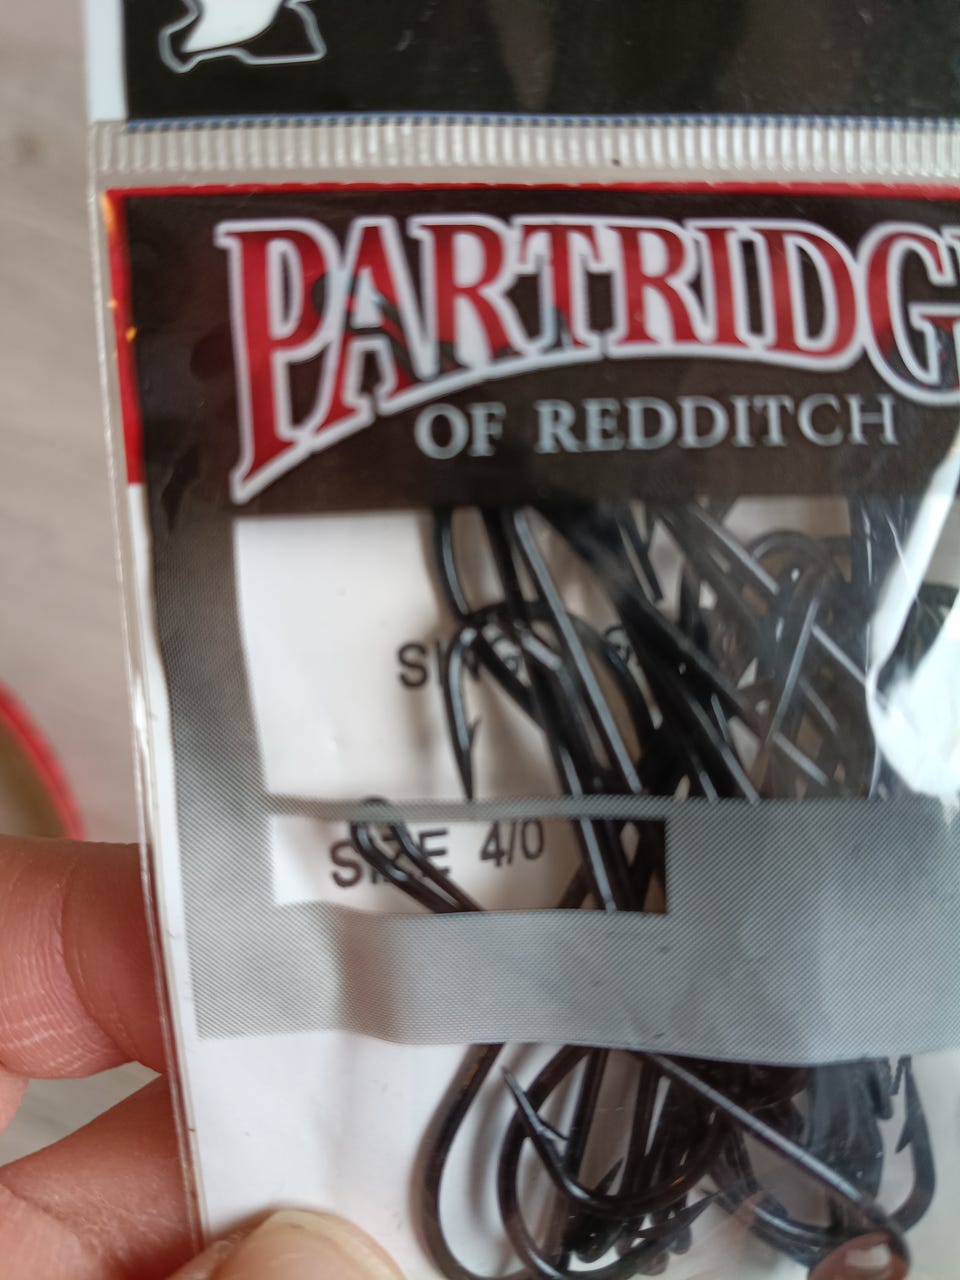 PARTRIDG
OF REDDITCH
SIZE 4/0